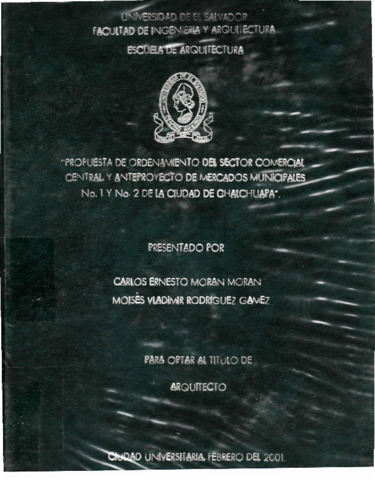 UNIVERSIDAD DE EL SALVADOR
FACULTAD DE INGENIERIA Y ARQUITECTURA
ESCUELA DE ARQUITECTURA
"PROPUESTA DE ORDENAMIENTO DEL SECTOR COMERCIAL
CENTRAL Y ANTEPROYECTO DE MERCADOS MUNICIPALES
No. 1 Y No. 2 DE LA CIUDAD DE CHALCHUAPA".
PRESENTADO POR
CARLOS ERNESTO MORAN MORAN
MOISÉS VLADIMIR RODRIGUEZ GAMEZ
PARA OPTAR AL TITULO DE
ARQUITECTO
CIUDAD UNIVERSITARIA, FEBRERO DEL 2001.